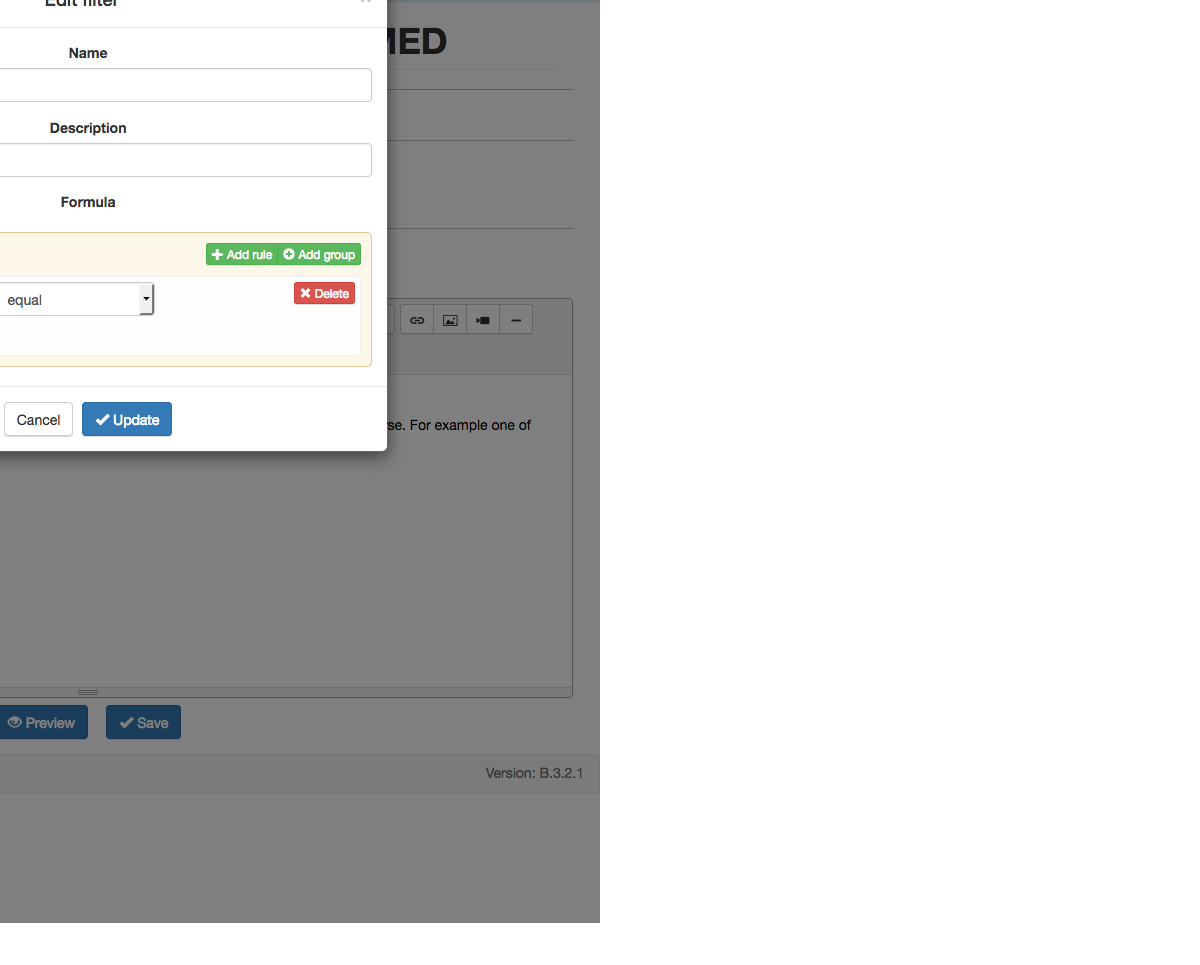 Edit filter
×
MED
Name
Description
Formula
Add rule Add group
equal
Delete
Cancel Update
se. For example one of
Preview Save
Version: B.3.2.1